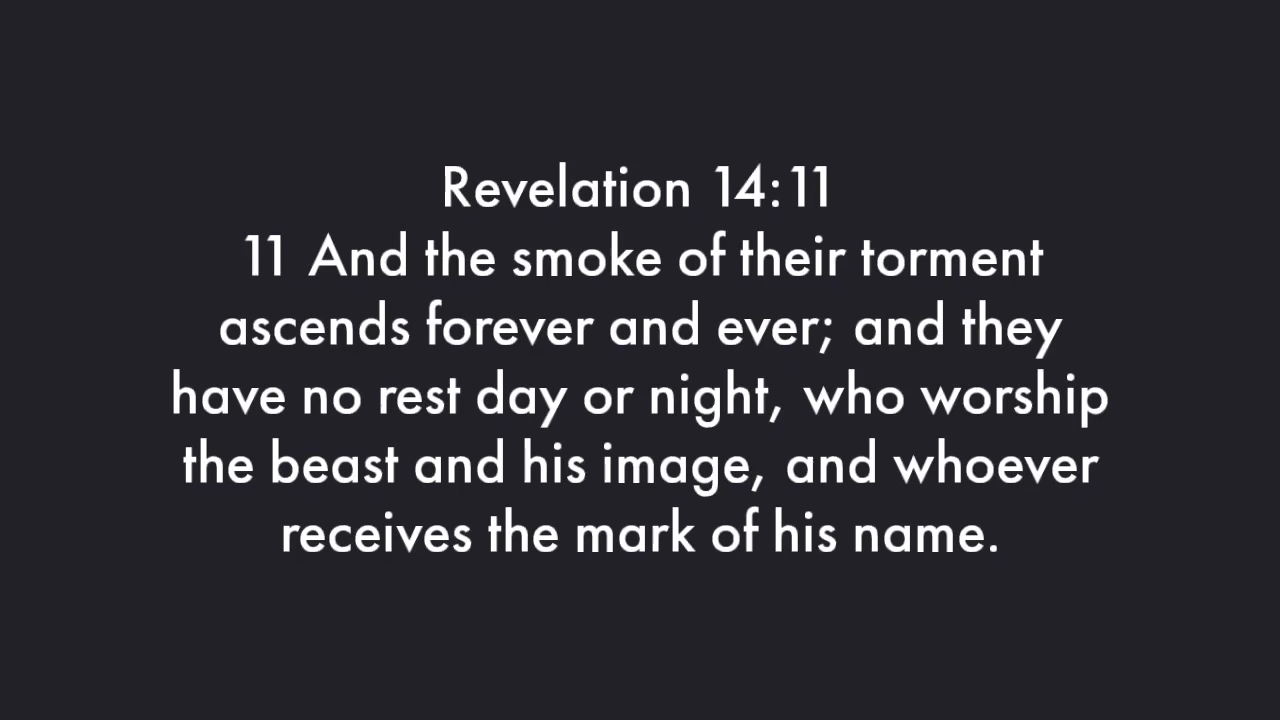 Revelation 14:11
11 And the smoke of their torment
ascends forever and ever; and they
have no rest day or night, who worship
the beast and his image, and whoever
receives the mark of his name.